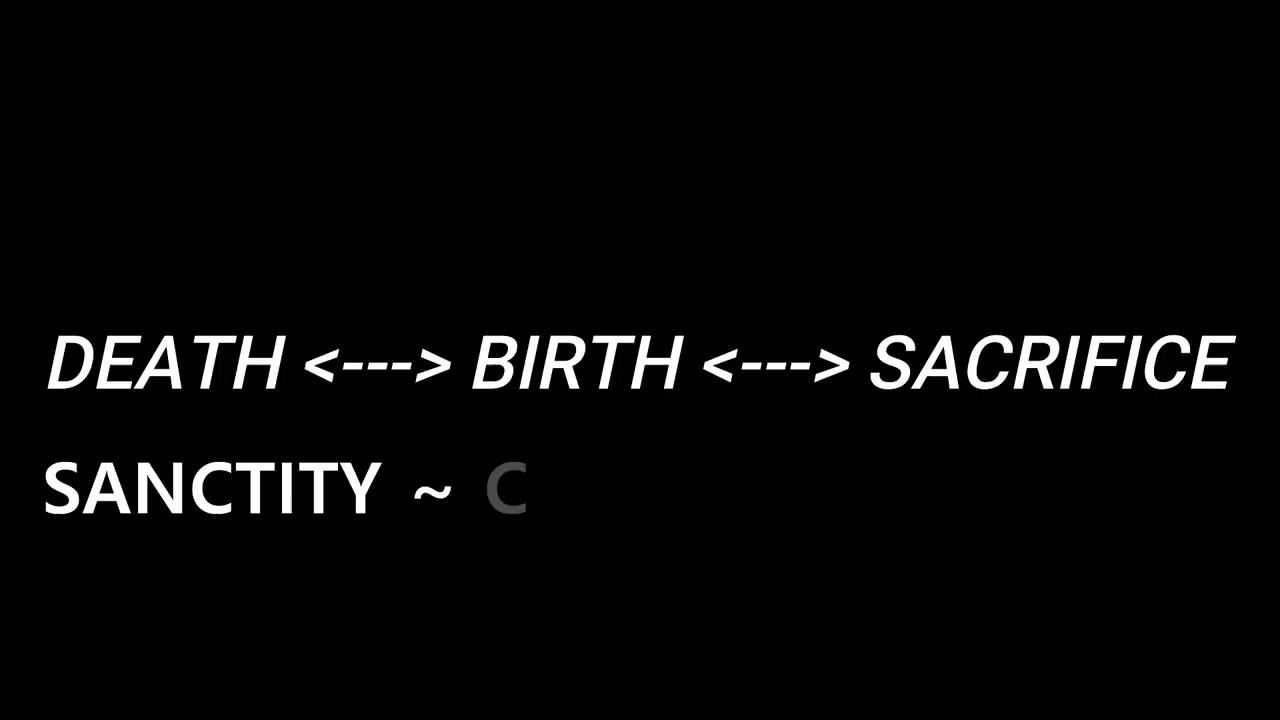 DEATH <---> BIRTH <---> SACRIFICE
SANCTITY ~ C